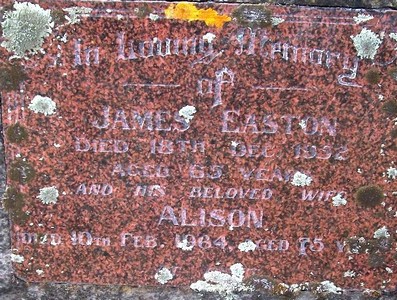 In Loving Memory
of
JAMES EASTON
DIED 18TH DEC. 1932
AGED 63 YEARS
AND HIS BELOVED WIFE
ALISON
DIED 10TH FEB. 1964. AGED 85